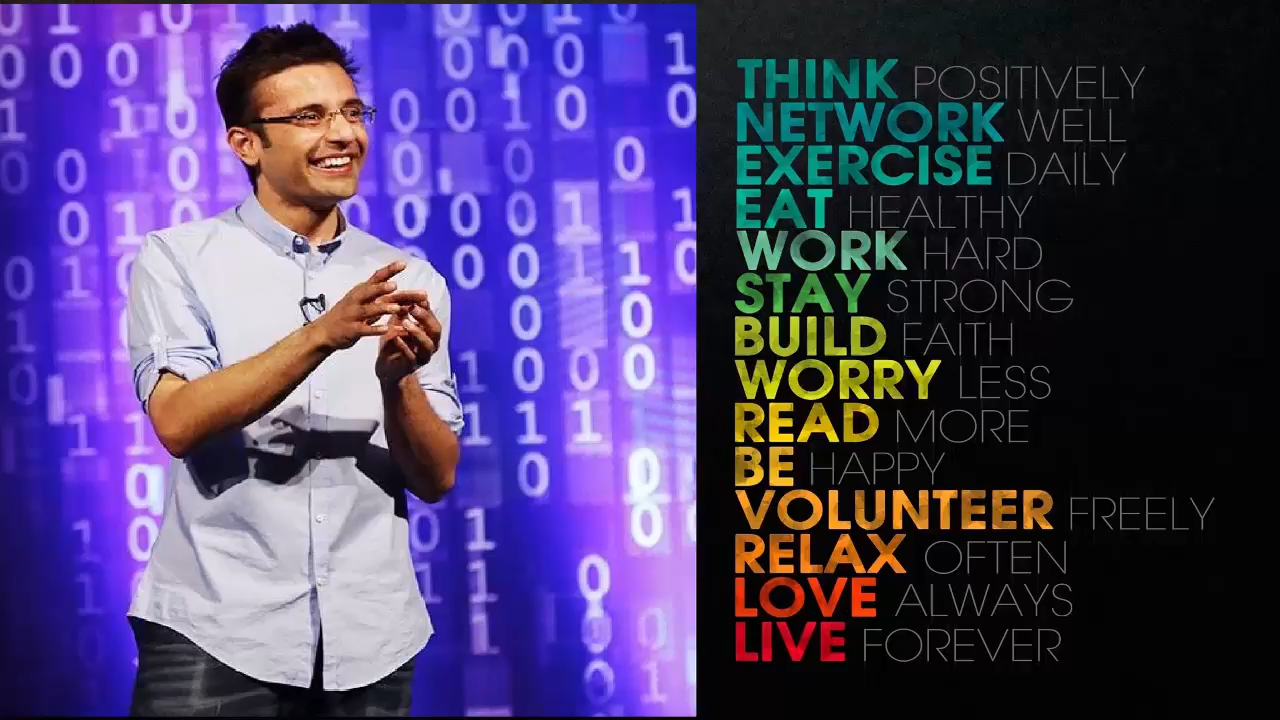 THINK POSITIVELY
NETWORK WELL
EXERCISE DAILY
EAT HEALTHY
WORK HARD
STAY STRONG
BUILD FAITH
WORRY LESS
READ MORE
BE HAPPY
VOLUNTEER FREELY
RELAX OFTEN
LOVE ALWAYS
LIVE FOREVER